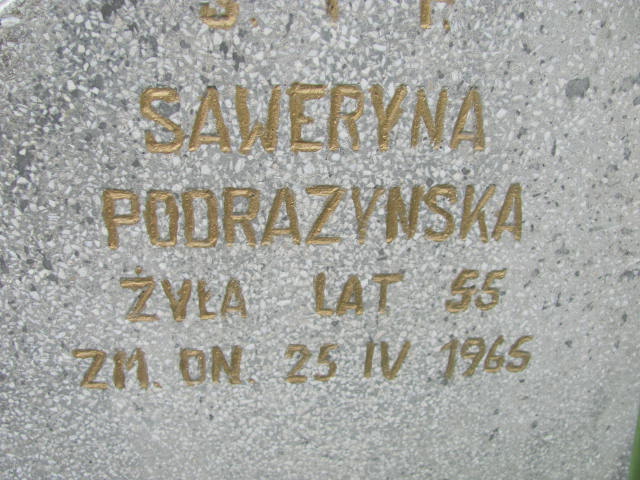 Ś. † P.
SAWERYNA
PODRAZYNSKA
ŻYŁA LAT 55
ZM. DN. 25 IV 1965